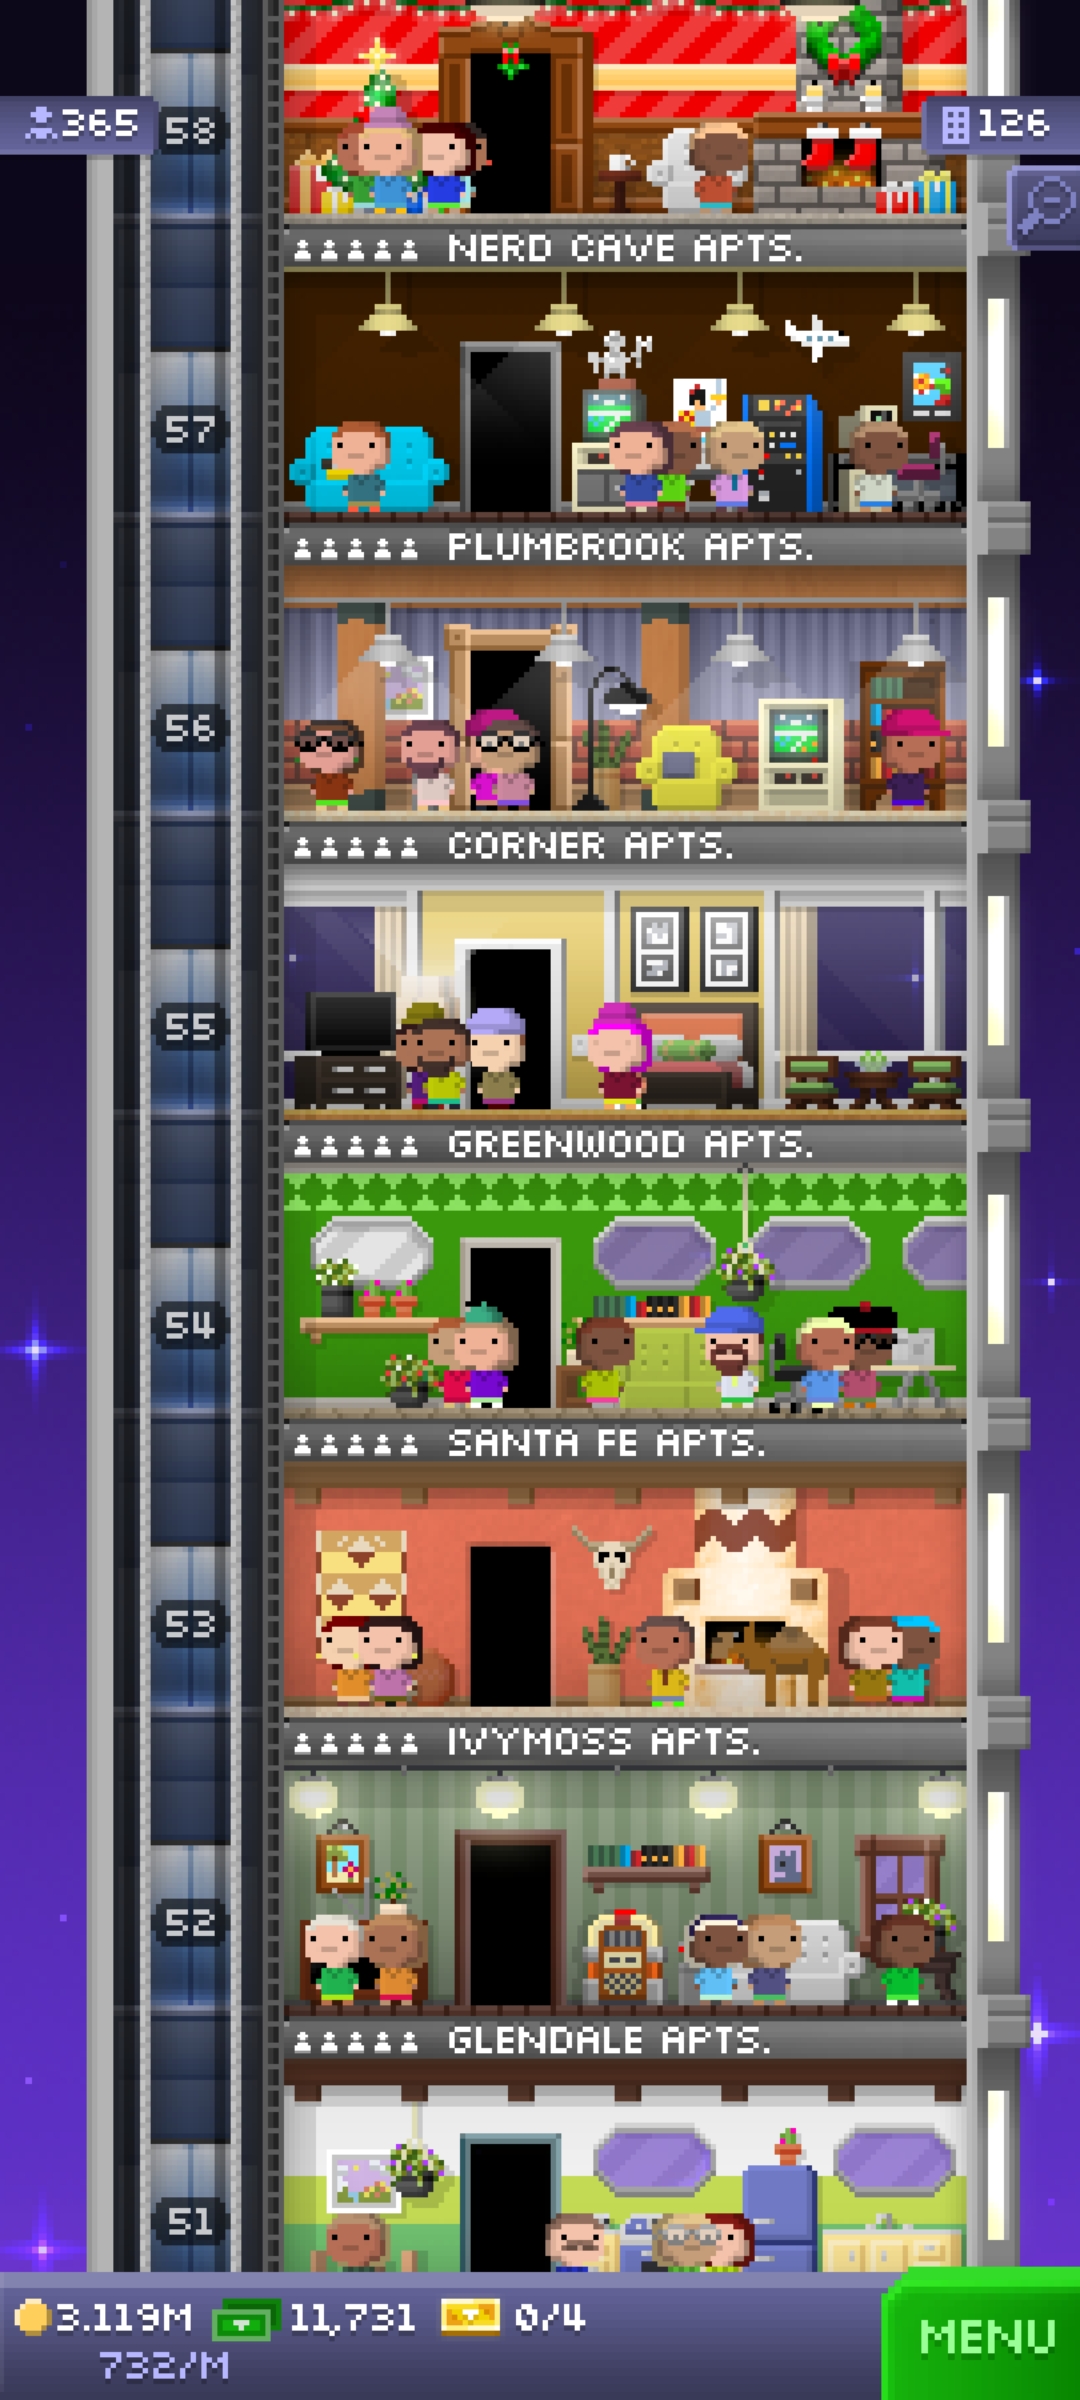 365
58
126
NERD CAVE APTS.
57
PLUMBROOK APTS.
56
CORNER APTS.
55
GREENWOOD APTS.
54
SANTA FE APTS.
53
IVYMOSS APTS.
52
GLENDALE APTS.
51
3.119M 11,731 0/4
732/M
MENU